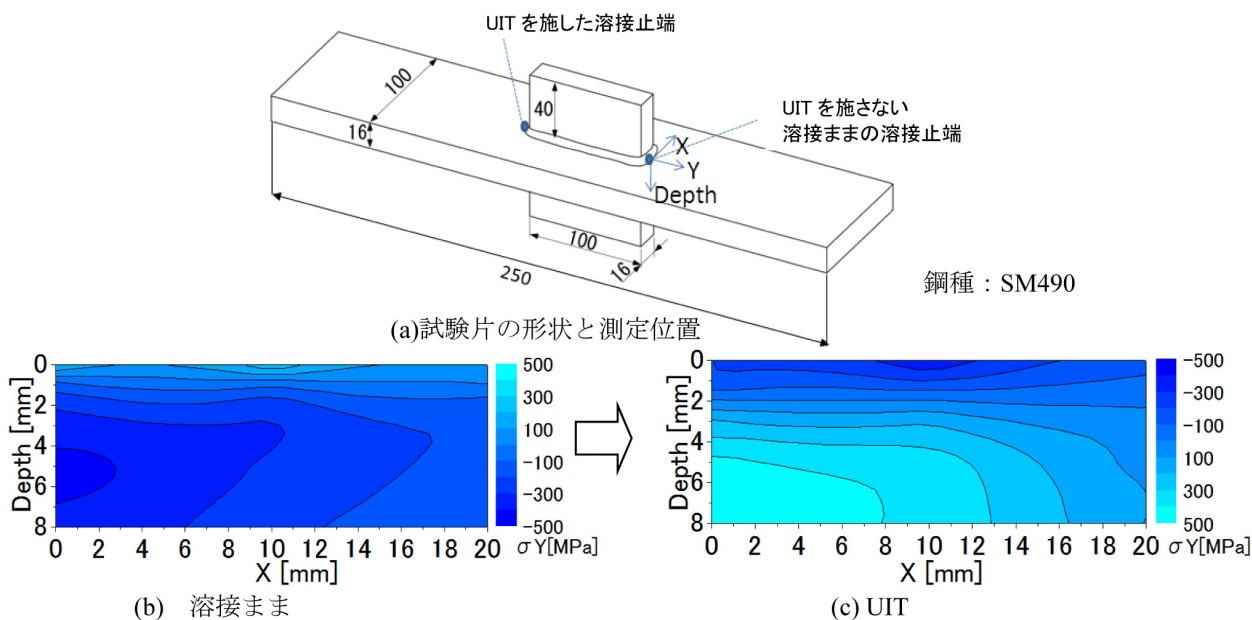 UIT を施した溶接止端
UIT を施さない
溶接ままの溶接止端
100
40
16
X
Y
Depth
100
16
250
鋼種：SM490
(a)試験片の形状と測定位置
0
2
4
6
8
Depth [mm]
0 2 4 6 8 10 12 14 16 18 20
X [mm]
500
300
100
-100
-300
-500
σY[MPa]
(b) 溶接まま
0
2
4
6
8
Depth [mm]
0 2 4 6 8 10 12 14 16 18 20
X [mm]
-500
-300
-100
100
300
500
σY[MPa]
(c) UIT